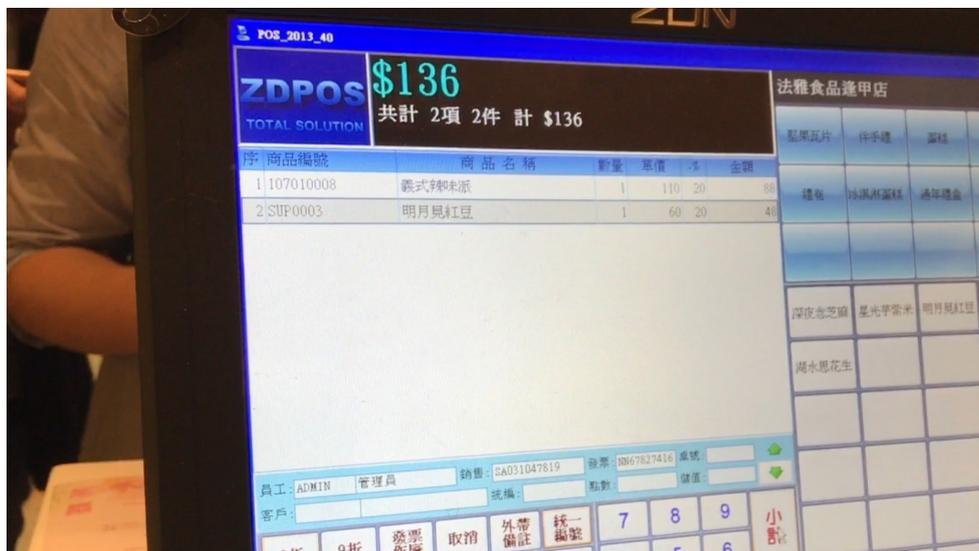 ZDN
POS_2013_40
ZDPOS
TOTAL SOLUTION
$136
共計 2項 2件 計 $136
法雅食品逢甲店
堅果瓦片 伴手禮 蛋糕
禮卷 冰淇淋蛋糕 過年禮盒
序 商品編號 商品名稱 數量 單價 -% 金額
1 107010008 義式辣味派 1 110 20 88
2 SUP0003 明月見紅豆 1 60 20 48
深夜念芝麻 星光芋雪米 明月見紅豆
湖水思花生
員工: ADMIN 管理員 銷售: SA031047819 發票: NN67827416 桌號:
客戶: 統編: 點數: 儲值:
9折 發票 取消 外帶備註 統一編號 7 8 9 小計
6